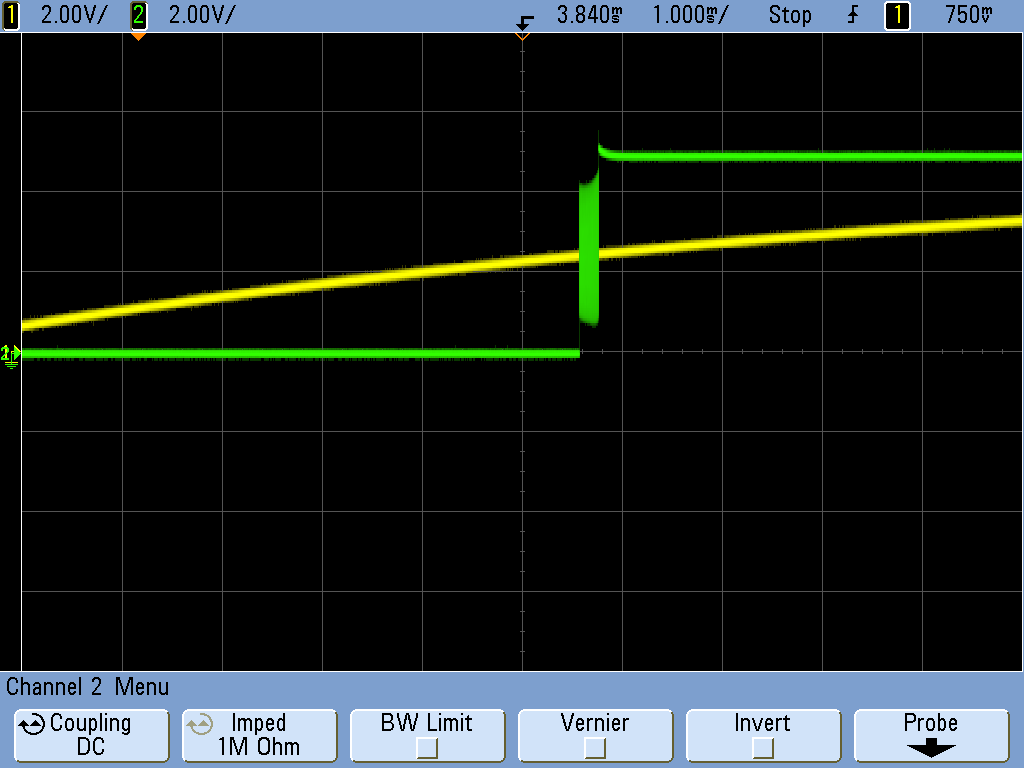 1 2.00V/ 2 2.00V/ 3.840ms 1.000ms/ Stop 1 750mV
Channel 2 Menu
Coupling Imped BW Limit Vernier Invert Probe
DC 1M Ohm